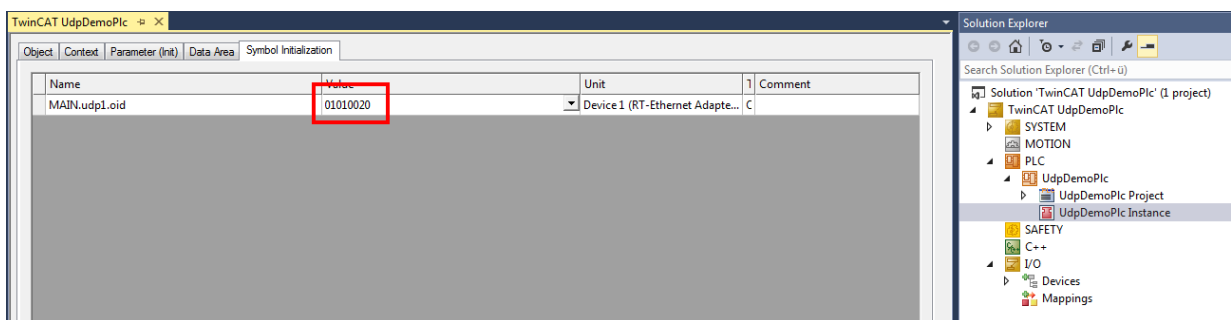 TwinCAT UdpDemoPlc
Object Context Parameter (Init) Data Area Symbol Initialization
Name Value Unit Comment
MAIN.udp1.oid 01010020 Device 1 (RT-Ethernet Adapte...
Solution Explorer
Search Solution Explorer (Ctrl+ü)
Solution 'TwinCAT UdpDemoPlc' (1 project)
TwinCAT UdpDemoPlc
SYSTEM
MOTION
PLC
UdpDemoPlc
UdpDemoPlc Project
UdpDemoPlc Instance
SAFETY
C++
I/O
Devices
Mappings